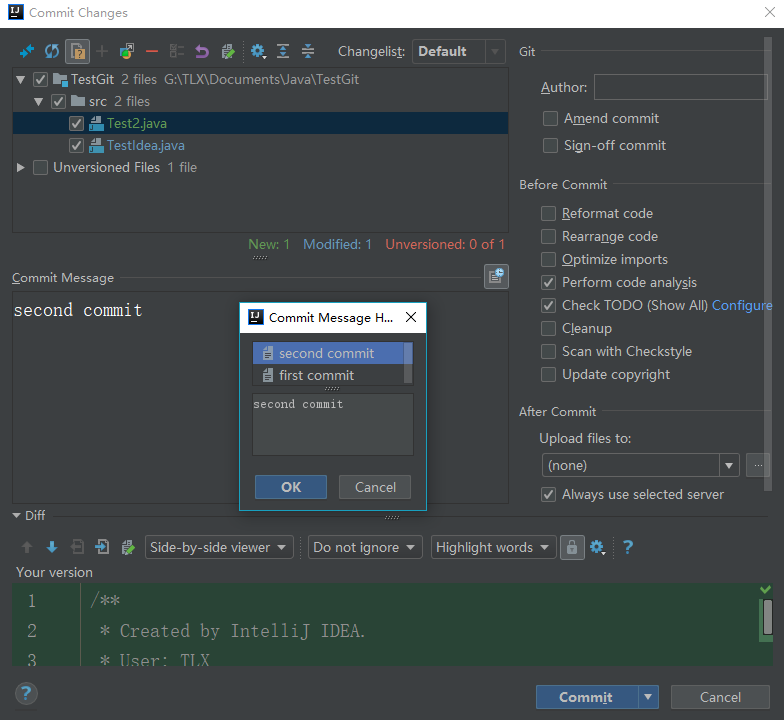 Commit Changes
Changelist: Default
TestGit 2 files G:\TLX\Documents\Java\TestGit
src 2 files
Test2.java
TestIdea.java
Unversioned Files 1 file
New: 1 Modified: 1 Unversioned: 0 of 1
Commit Message
second commit
Commit Message H...
second commit
first commit
second commit
OK Cancel
Git
Author:
Amend commit
Sign-off commit
Before Commit
Reformat code
Rearrange code
Optimize imports
Perform code analysis
Check TODO (Show All) Configure
Cleanup
Scan with Checkstyle
Update copyright
After Commit
Upload files to:
(none) ...
Always use selected server
Diff
Side-by-side viewer Do not ignore Highlight words ?
Your version
1 /**
2 * Created by IntelliJ IDEA.
3 * User: TLX
? Commit Cancel